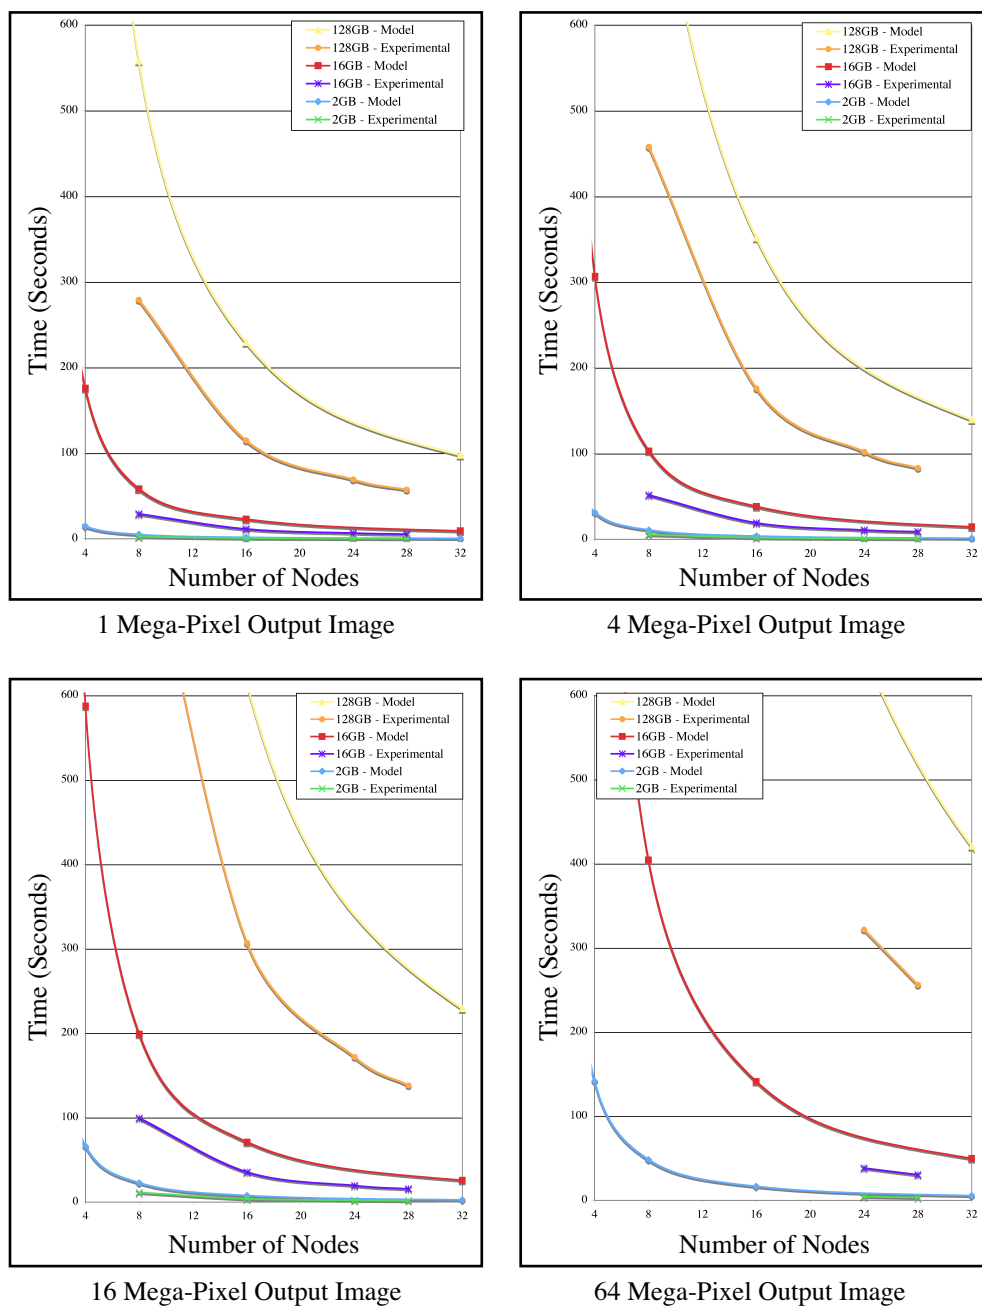 600
500
400
300
200
100
0
Time (Seconds)
128GB - Model
128GB - Experimental
16GB - Model
16GB - Experimental
2GB - Model
2GB - Experimental
4 8 12 16 20 24 28 32
Number of Nodes
1 Mega-Pixel Output Image
600
500
400
300
200
100
0
Time (Seconds)
128GB - Model
128GB - Experimental
16GB - Model
16GB - Experimental
2GB - Model
2GB - Experimental
4 8 12 16 20 24 28 32
Number of Nodes
4 Mega-Pixel Output Image
600
500
400
300
200
100
0
Time (Seconds)
128GB - Model
128GB - Experimental
16GB - Model
16GB - Experimental
2GB - Model
2GB - Experimental
4 8 12 16 20 24 28 32
Number of Nodes
16 Mega-Pixel Output Image
600
500
400
300
200
100
0
Time (Seconds)
128GB - Model
128GB - Experimental
16GB - Model
16GB - Experimental
2GB - Model
2GB - Experimental
4 8 12 16 20 24 28 32
Number of Nodes
64 Mega-Pixel Output Image